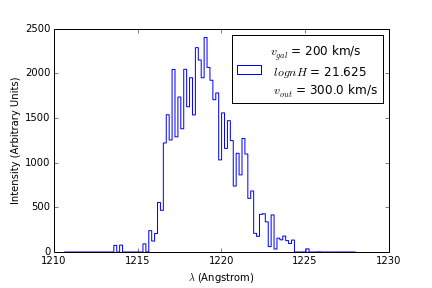 2500
2000
1500
1000
500
0
Intensity (Arbitrary Units)
v_gal = 200 km/s
lognH = 21.625
v_out = 300.0 km/s
1210 1215 1220 1225 1230
λ (Angstrom)